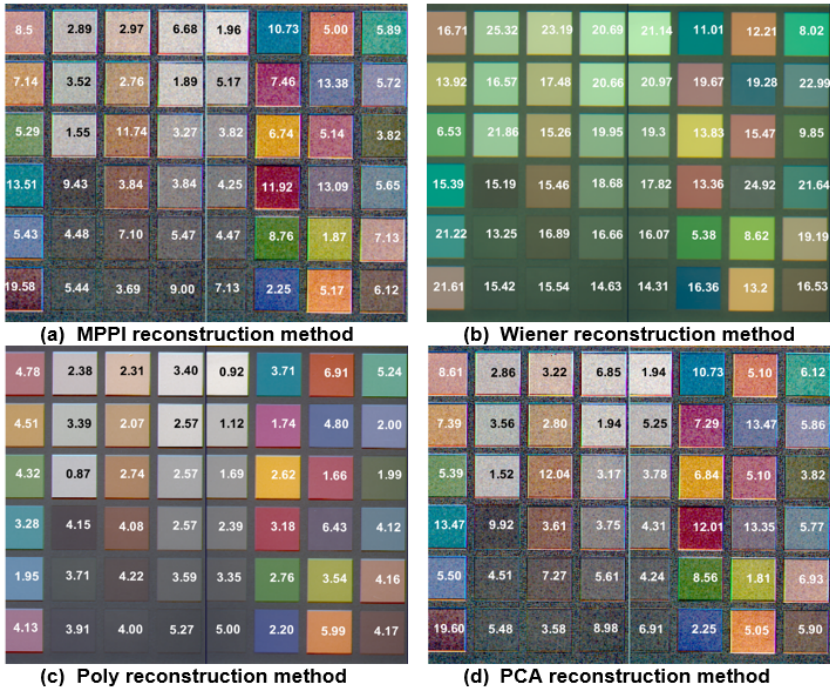 8.5 2.89 2.97 6.68 1.96 10.73 5.00 5.89
7.14 3.52 2.76 1.89 5.17 7.46 13.38 5.72
5.29 1.55 11.74 3.27 3.82 6.74 5.14 3.82
13.51 9.43 3.84 3.84 4.25 11.92 13.09 5.65
5.43 4.48 7.10 5.47 4.47 8.76 1.87 7.13
19.58 5.44 3.69 9.00 7.13 2.25 5.17 6.12
(a) MPPI reconstruction method
16.71 25.32 23.19 20.69 21.14 11.01 12.21 8.02
13.92 16.57 17.48 20.66 20.97 19.67 19.28 22.99
6.53 21.86 15.26 19.95 19.3 13.83 15.47 9.85
15.39 15.19 15.46 18.68 17.82 13.36 24.92 21.64
21.22 13.25 16.89 16.66 16.07 5.38 8.62 19.19
21.61 15.42 15.54 14.63 14.31 16.36 13.2 16.53
(b) Wiener reconstruction method
4.78 2.38 2.31 3.40 0.92 3.71 6.91 5.24
4.51 3.39 2.07 2.57 1.12 1.74 4.80 2.00
4.32 0.87 2.74 2.57 1.69 2.62 1.66 1.99
3.28 4.15 4.08 2.57 2.39 3.18 6.43 4.12
1.95 3.71 4.22 3.59 3.35 2.76 3.54 4.16
4.13 3.91 4.00 5.27 5.00 2.20 5.99 4.17
(c) Poly reconstruction method
8.61 2.86 3.22 6.85 1.94 10.73 5.10 6.12
7.39 3.56 2.80 1.94 5.25 7.29 13.47 5.86
5.39 1.52 12.04 3.17 3.78 6.84 5.10 3.82
13.47 9.92 3.61 3.75 4.31 12.01 13.35 5.77
5.50 4.51 7.27 5.61 4.24 8.56 1.81 6.93
19.60 5.48 3.58 8.98 6.91 2.25 5.05 5.90
(d) PCA reconstruction method